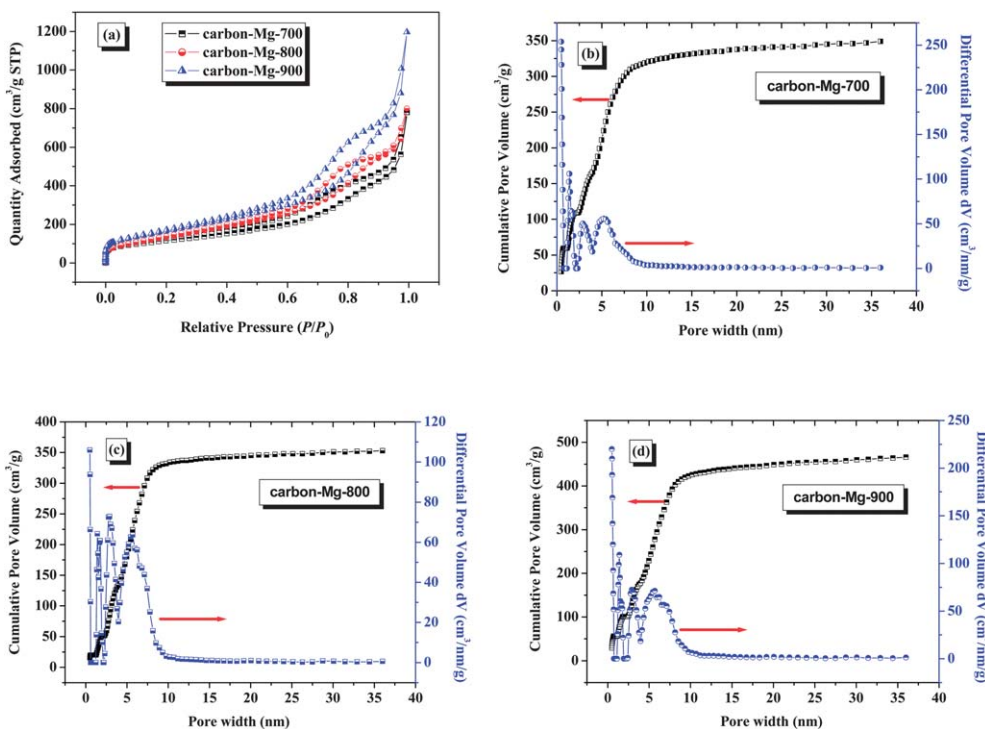 (a)
carbon-Mg-700
carbon-Mg-800
carbon-Mg-900
1200
1000
800
600
400
200
0
Quantity Adsorbed (cm³/g STP)
0.0 0.2 0.4 0.6 0.8 1.0
Relative Pressure (P/P₀)
(b)
carbon-Mg-700
350
300
250
200
150
100
50
0
Cumulative Pore Volume (cm³/g)
250
200
150
100
50
0
Differential Pore Volume dV (cm³/nm/g)
0 5 10 15 20 25 30 35 40
Pore width (nm)
(c)
carbon-Mg-800
400
350
300
250
200
150
100
50
0
Cumulative Pore Volume (cm³/g)
120
100
80
60
40
20
0
Differential Pore Volume dV (cm³/nm/g)
0 5 10 15 20 25 30 35 40
Pore width (nm)
(d)
carbon-Mg-900
500
400
300
200
100
0
Cumulative Pore Volume (cm³/g)
250
200
150
100
50
0
Differential Pore Volume dV (cm /nm/g)
0 5 10 15 20 25 30 35 40
Pore width (nm)